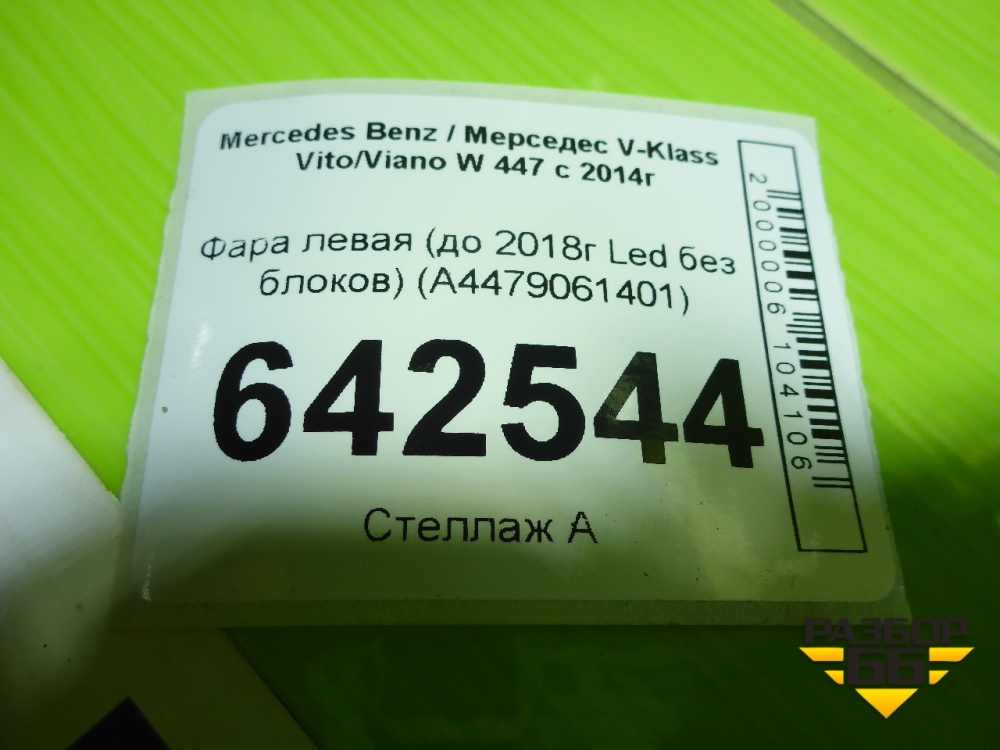 Mercedes Benz / Мерседес V-Klass
Vito/Viano W 447 с 2014г
Фара левая (до 2018г Led без
блоков) (A4479061401)
642544
Стеллаж А
2000006104106
РАЗБОР
66